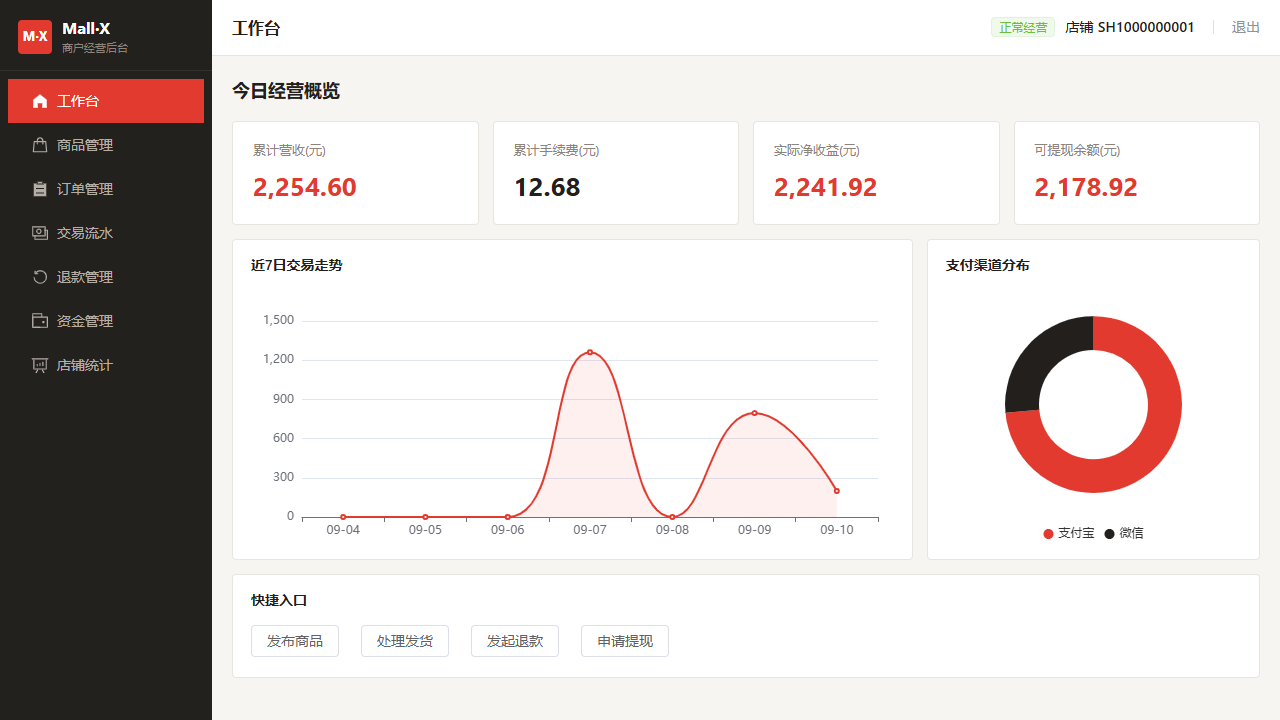 M·X
Mall·X
商户经营后台
工作台
商品管理
订单管理
交易流水
退款管理
资金管理
店铺统计
工作台
正常经营
店铺 SH1000000001
退出
今日经营概览
累计营收(元)
2,254.60
累计手续费(元)
12.68
实际净收益(元)
2,241.92
可提现余额(元)
2,178.92
近7日交易走势
1,500
1,200
900
600
300
0
09-04 09-05 09-06 09-07 09-08 09-09 09-10
支付渠道分布
支付宝 微信
快捷入口
发布商品 处理发货 发起退款 申请提现